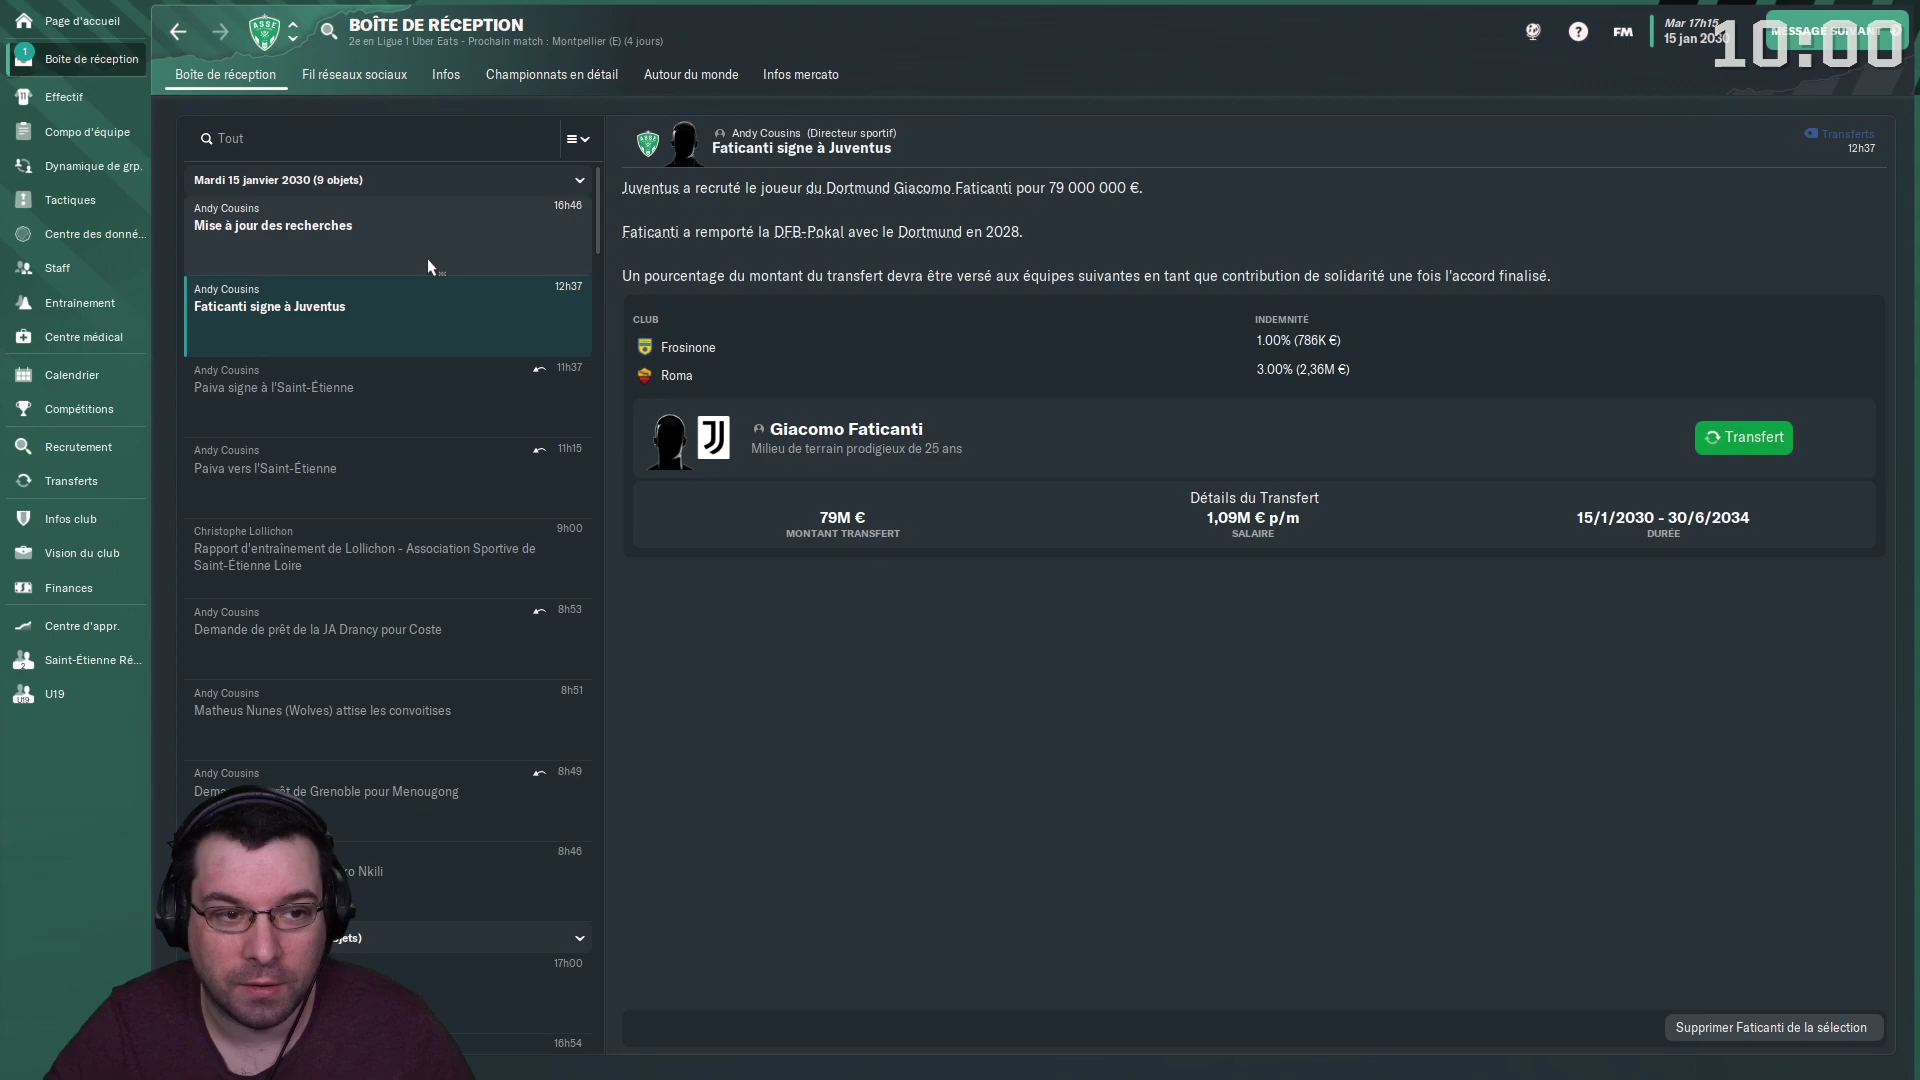 Page d'accueil
1
Boîte de réception
Effectif
Compo d'équipe
Dynamique de grp.
Tactiques
Centre des donné...
Staff
Entraînement
Centre médical
Calendrier
Compétitions
Recrutement
Transferts
Infos club
Vision du club
Finances
Centre d'appr.
2
Saint-Étienne Ré...
U19
U19
ASSE
BOÎTE DE RÉCEPTION
2e en Ligue 1 Uber Eats - Prochain match : Montpellier (E) (4 jours)
?
FM
Mar 17h15
15 jan 2030
MESSAGE SUIVANT
10:00
Boîte de réception
Fil réseaux sociaux
Infos
Championnats en détail
Autour du monde
Infos mercato
Tout
Mardi 15 janvier 2030 (9 objets)
Andy Cousins
16h46
Mise à jour des recherches
Andy Cousins
12h37
Faticanti signe à Juventus
Andy Cousins
11h37
Paiva signe à l'Saint-Étienne
Andy Cousins
11h15
Paiva vers l'Saint-Étienne
Christophe Lollichon
9h00
Rapport d'entraînement de Lollichon - Association Sportive de
Saint-Étienne Loire
Andy Cousins
8h53
Demande de prêt de la JA Drancy pour Coste
Andy Cousins
8h51
Matheus Nunes (Wolves) attise les convoitises
Andy Cousins
8h49
de Grenoble pour Menougong
8h46
Nkili
17h00
16h54
Andy Cousins (Directeur sportif)
Faticanti signe à Juventus
Transferts
12h37
Juventus a recruté le joueur du Dortmund Giacomo Faticanti pour 79 000 000 €.
Faticanti a remporté la DFB-Pokal avec le Dortmund en 2028.
Un pourcentage du montant du transfert devra être versé aux équipes suivantes en tant que contribution de solidarité une fois l'accord finalisé.
CLUB
INDEMNITÉ
Frosinone
1.00% (786K €)
Roma
3.00% (2,36M €)
Giacomo Faticanti
Milieu de terrain prodigieux de 25 ans
Transfert
Détails du Transfert
79M €
MONTANT TRANSFERT
1,09M € p/m
SALAIRE
15/1/2030 - 30/6/2034
DURÉE
Supprimer Faticanti de la sélection